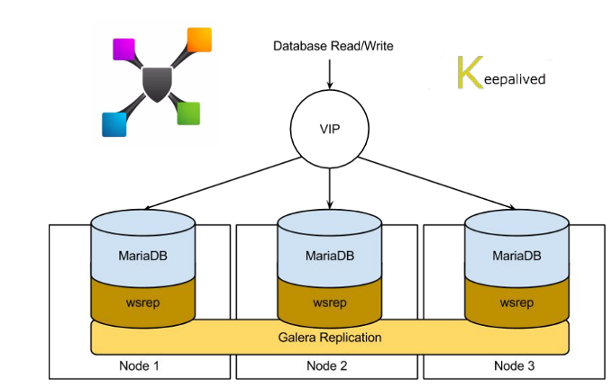 Database Read/Write
Keepalived
VIP
MariaDB
MariaDB
MariaDB
wsrep
wsrep
wsrep
Galera Replication
Node 1
Node 2
Node 3